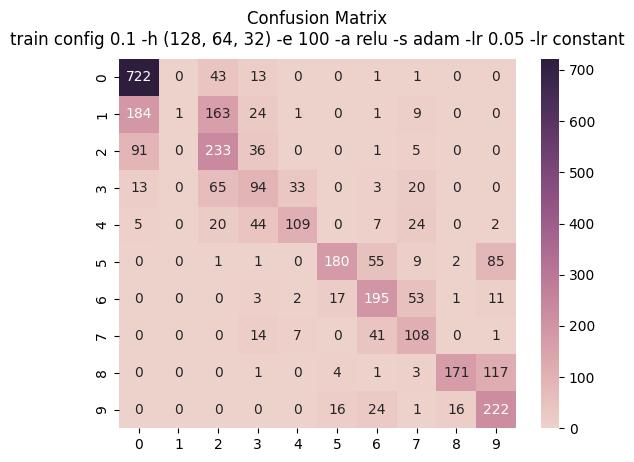 Confusion Matrix
train config 0.1 -h (128, 64, 32) -e 100 -a relu -s adam -lr 0.05 -lr constant
0 722 0 43 13 0 0 1 1 0 0
1 184 1 163 24 1 0 1 9 0 0
2 91 0 233 36 0 0 1 5 0 0
3 13 0 65 94 33 0 3 20 0 0
4 5 0 20 44 109 0 7 24 0 2
5 0 0 1 1 0 180 55 9 2 85
6 0 0 0 3 2 17 195 53 1 11
7 0 0 0 14 7 0 41 108 0 1
8 0 0 0 1 0 4 1 3 171 117
9 0 0 0 0 0 16 24 1 16 222
0 1 2 3 4 5 6 7 8 9
700
600
500
400
300
200
100
0